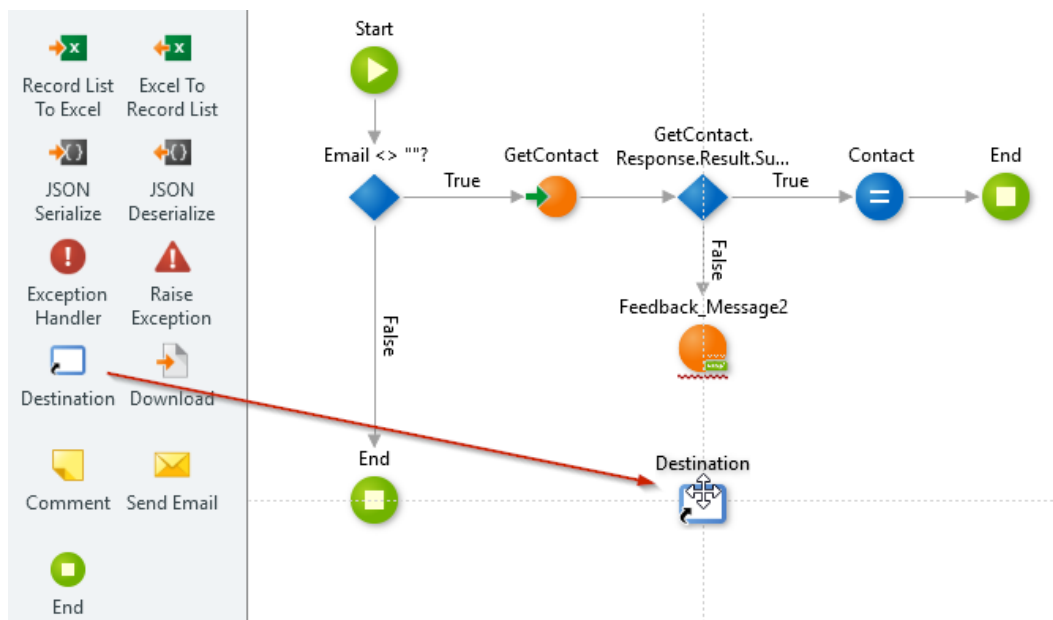 Record List
To Excel
Excel To
Record List
JSON
Serialize
JSON
Deserialize
Exception
Handler
Raise
Exception
Destination
Download
Comment
Send Email
End
Start
Email <> ""?
True
GetContact
GetContact.
Response.Result.Su...
True
Contact
End
False
False
Feedback_Message2
End
Destination